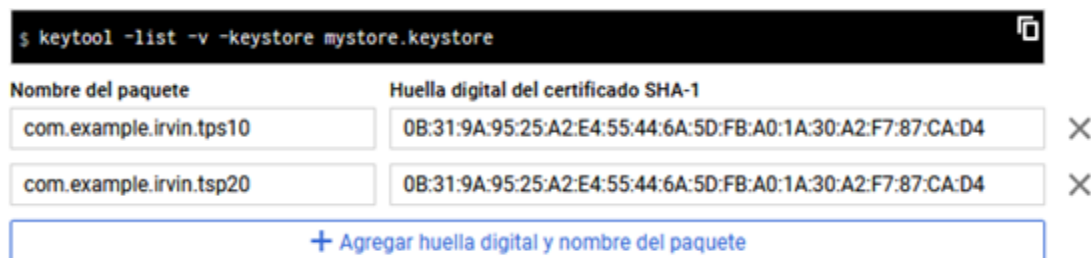 $ keytool -list -v -keystore mystore.keystore
Nombre del paquete Huella digital del certificado SHA-1
com.example.irvin.tps10 0B:31:9A:95:25:A2:E4:55:44:6A:5D:FB:A0:1A:30:A2:F7:87:CA:D4
com.example.irvin.tsp20 0B:31:9A:95:25:A2:E4:55:44:6A:5D:FB:A0:1A:30:A2:F7:87:CA:D4
+ Agregar huella digital y nombre del paquete